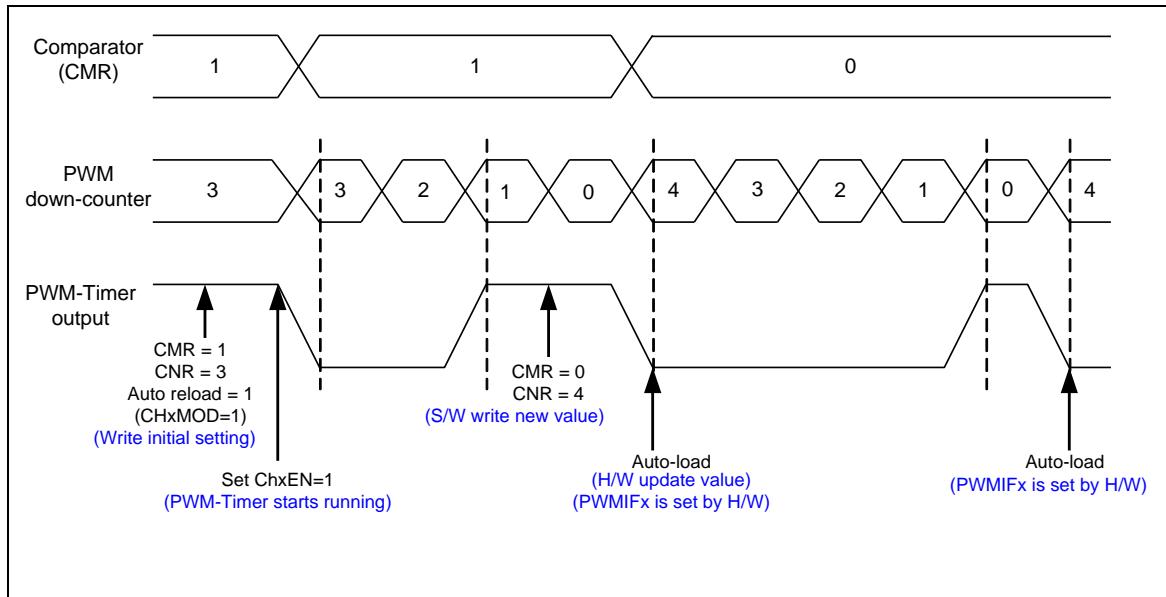 Comparator
(CMR)
1
1
0
PWM
down-counter
3
3
2
1
0
4
3
2
1
0
4
PWM-Timer
output
CMR = 1
CNR = 3
Auto reload = 1
(CHxMOD=1)
(Write initial setting)
Set ChxEN=1
(PWM-Timer starts running)
CMR = 0
CNR = 4
(S/W write new value)
Auto-load
(H/W update value)
(PWMIFx is set by H/W)
Auto-load
(PWMIFx is set by H/W)